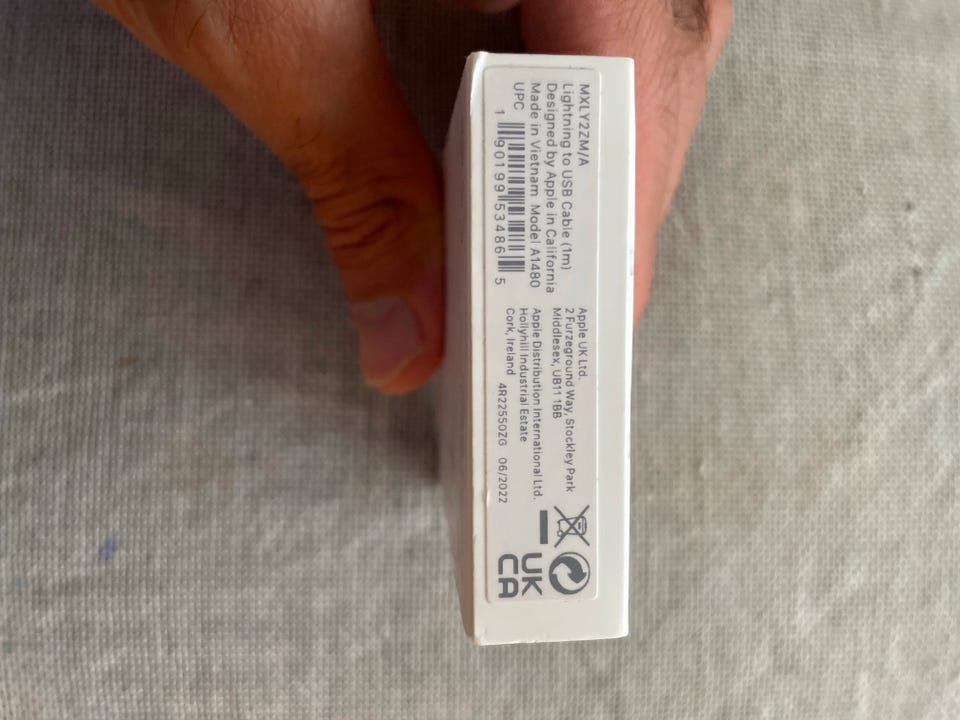 MXLY2ZM/A
Lightning to USB Cable (1m)
Designed by Apple in California
Made in Vietnam Model A1480
UPC
1 90199 53486 5
Apple UK Ltd.
2 Furzeground Way, Stockley Park
Middlesex, UB11 1BB
Apple Distribution International Ltd.
Hollyhill Industrial Estate
Cork, Ireland 4R22550ZG 06/2022
UK
CA